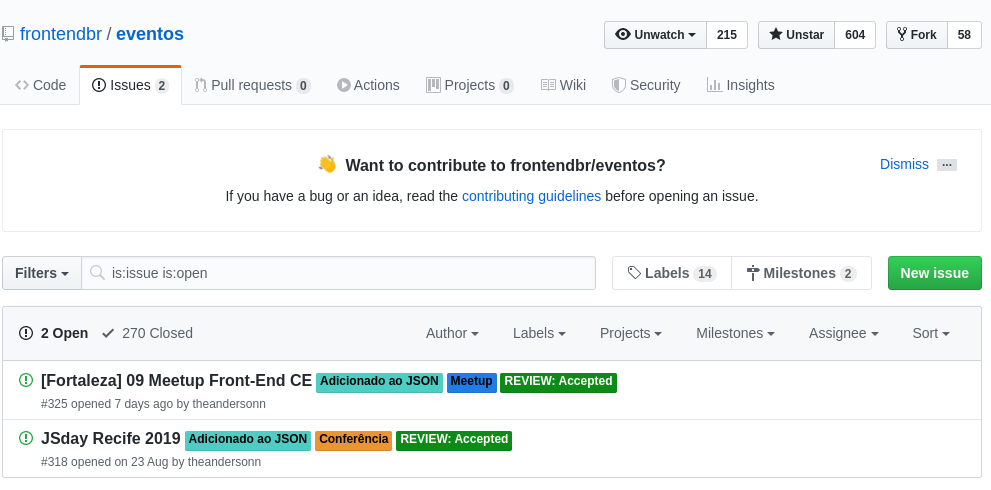 frontendbr / eventos Unwatch 215 Unstar 604 Fork 58
Code Issues 2 Pull requests 0 Actions Projects 0 Wiki Security Insights
Want to contribute to frontendbr/eventos? Dismiss ...
If you have a bug or an idea, read the contributing guidelines before opening an issue.
Filters is:issue is:open Labels 14 Milestones 2 New issue
2 Open 270 Closed Author Labels Projects Milestones Assignee Sort
[Fortaleza] 09 Meetup Front-End CE Adicionado ao JSON Meetup REVIEW: Accepted
#325 opened 7 days ago by theandersonn
JSday Recife 2019 Adicionado ao JSON Conferência REVIEW: Accepted
#318 opened on 23 Aug by theandersonn